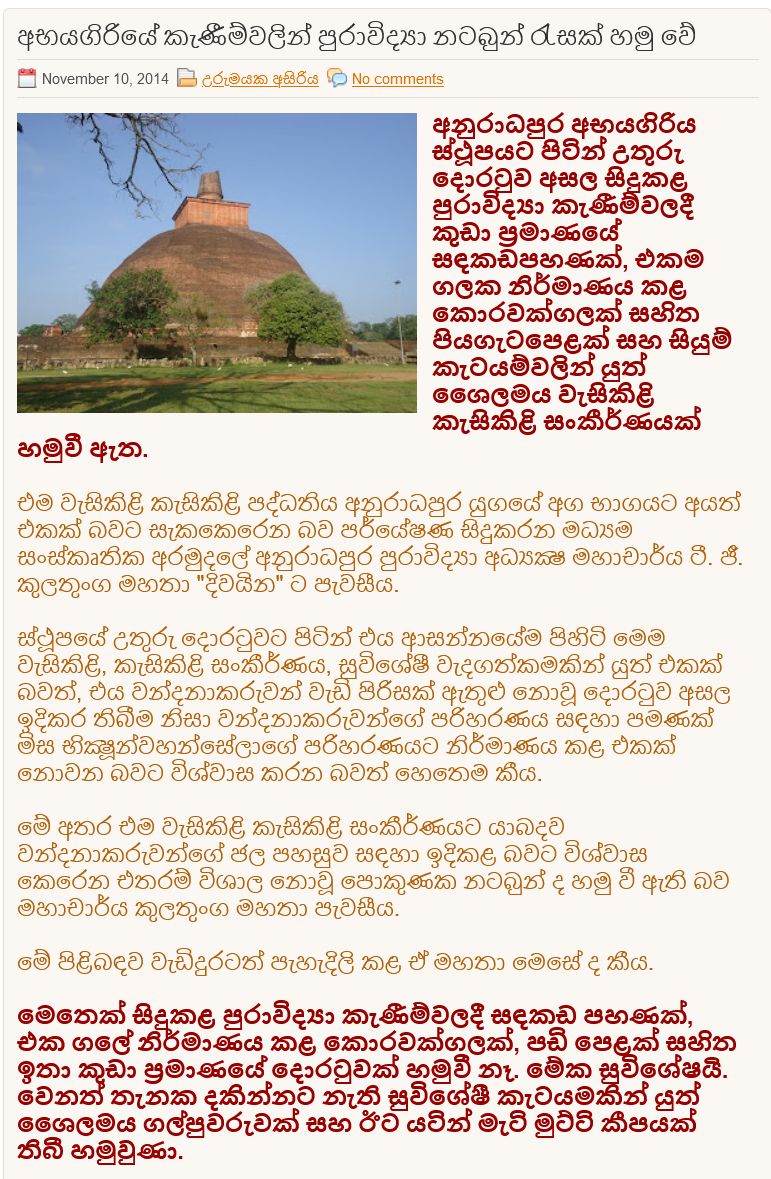 අභයගිරියේ කැණීම්වලින් පුරාවිද්‍යා නටබුන් රැසක් හමු වේ
November 10, 2014 උරුමයක අසිරිය No comments
අනුරාධපුර අභයගිරිය
ස්ථූපයට පිටින් උතුරු
දොරටුව අසල සිදුකළ
පුරාවිද්‍යා කැණීම්වලදී
කුඩා ප්‍රමාණයේ
සඳකඩපහණක්, එකම
ගලක නිර්මාණය කළ
කොරවක්ගලක් සහිත
පියගැටපෙළක් සහ සියුම්
කැටයම්වලින් යුත්
ශෛලමය වැසිකිළි
කැසිකිළි සංකීර්ණයක්
හමුවී ඇත.
එම වැසිකිළි කැසිකිළි පද්ධතිය අනුරාධපුර යුගයේ අග භාගයට අයත්
එකක් බවට සැකකෙරෙන බව පර්යේෂණ සිදුකරන මධ්‍යම
සංස්කෘතික අරමුදලේ අනුරාධපුර පුරාවිද්‍යා අධ්‍යක්‍ෂ මහාචාර්ය ටී. ජී.
කුලතුංග මහතා "දිවයින" ට පැවසීය.
ස්ථූපයේ උතුරු දොරටුවට පිටින් එය ආසන්නයේම පිහිටි මෙම
වැසිකිළි, කැසිකිළි සංකීර්ණය, සුවිශේෂී වැදගත්කමකින් යුත් එකක්
බවත්, එය වන්දනාකරුවන් වැඩි පිරිසක් ඇතුළු නොවූ දොරටුව අසල
ඉදිකර තිබීම නිසා වන්දනාකරුවන්ගේ පරිහරණය සඳහා පමණක්
මිස භික්‍ෂූන්වහන්සේලාගේ පරිහරණයට නිර්මාණය කළ එකක්
නොවන බවට විශ්වාස කරන බවත් හෙතෙම කීය.
මේ අතර එම වැසිකිළි කැසිකිළි සංකීර්ණයට යාබදව
වන්දනාකරුවන්ගේ ජල පහසුව සඳහා ඉදිකළ බවට විශ්වාස
කෙරෙන එතරම් විශාල නොවූ පොකුණක නටබුන් ද හමු වී ඇති බව
මහාචාර්ය කුලතුංග මහතා පැවසීය.
මේ පිළිබඳව වැඩිදුරටත් පැහැදිලි කළ ඒ මහතා මෙසේ ද කීය.
මෙතෙක් සිදුකළ පුරාවිද්‍යා කැණීම්වලදී සඳකඩ පහණක්,
එක ගලේ නිර්මාණය කළ කොරවක්ගලක්, පඩි පෙළක් සහිත
ඉතා කුඩා ප්‍රමාණයේ දොරටුවක් හමුවී නෑ. මේක සුවිශේෂයි.
වෙනත් තැනක දකින්නට නැති සුවිශේෂී කැටයමකින් යුත්
ශෛලමය ගල්පුවරුවක් සහ ඊට යටින් මැටි මුට්ටි කීපයක්
තිබී හමුවුණා.